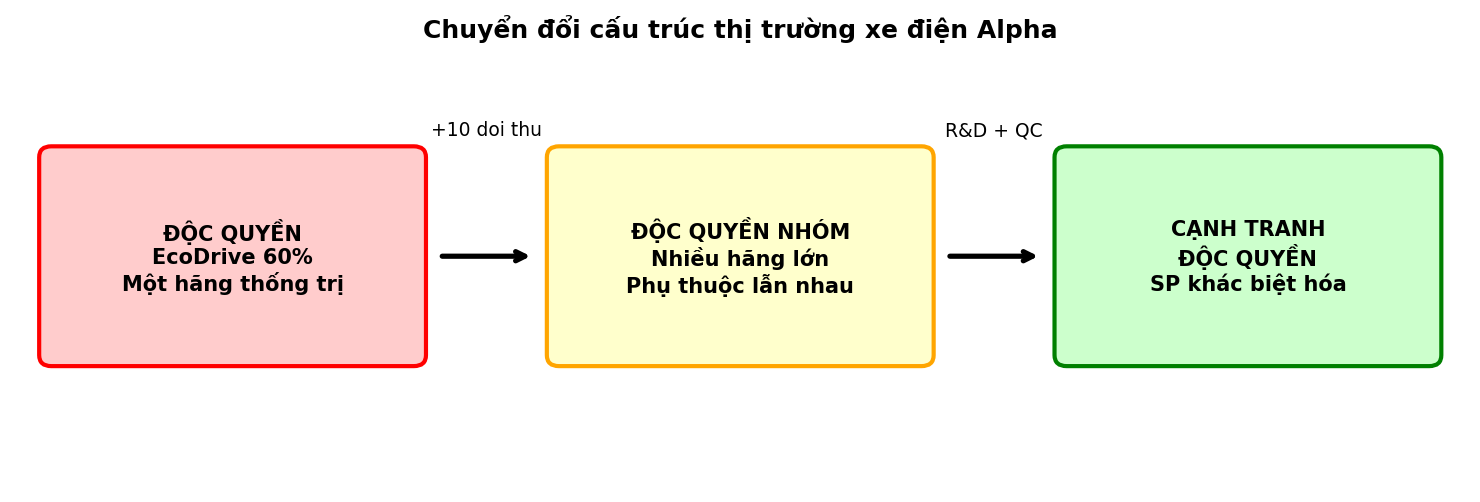 Chuyển đổi cấu trúc thị trường xe điện Alpha
+10 doi thu
R&D + QC
ĐỘC QUYỀN
EcoDrive 60%
Một hãng thống trị
ĐỘC QUYỀN NHÓM
Nhiều hãng lớn
Phụ thuộc lẫn nhau
CẠNH TRANH
ĐỘC QUYỀN
SP khác biệt hóa